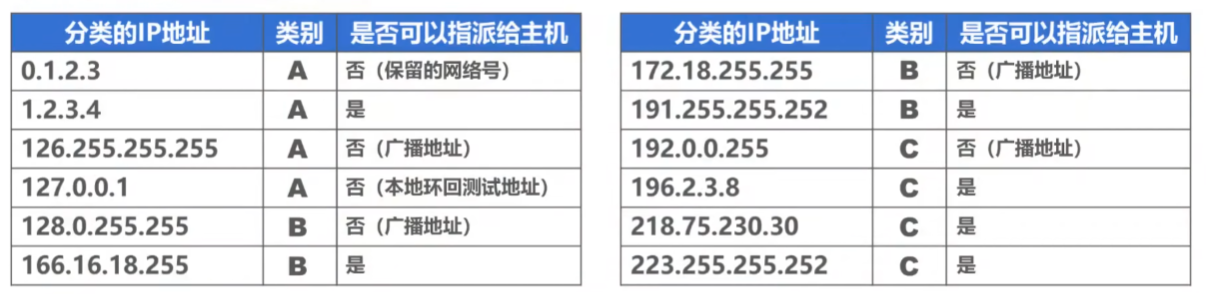 分类的IP地址 类别 是否可以指派给主机
0.1.2.3 A 否（保留的网络号）
1.2.3.4 A 是
126.255.255.255 A 否（广播地址）
127.0.0.1 A 否（本地环回测试地址）
128.0.255.255 B 否（广播地址）
166.16.18.255 B 是
分类的IP地址 类别 是否可以指派给主机
172.18.255.255 B 否（广播地址）
191.255.255.252 B 是
192.0.0.255 C 否（广播地址）
196.2.3.8 C 是
218.75.230.30 C 是
223.255.255.252 C 是